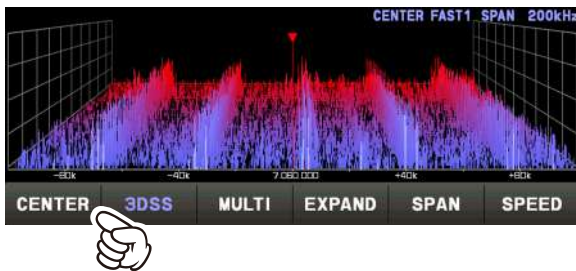 CENTER FAST1 SPAN 200kHz
-80k -40k 7.060.000 +40k +80k
CENTER 3DSS MULTI EXPAND SPAN SPEED